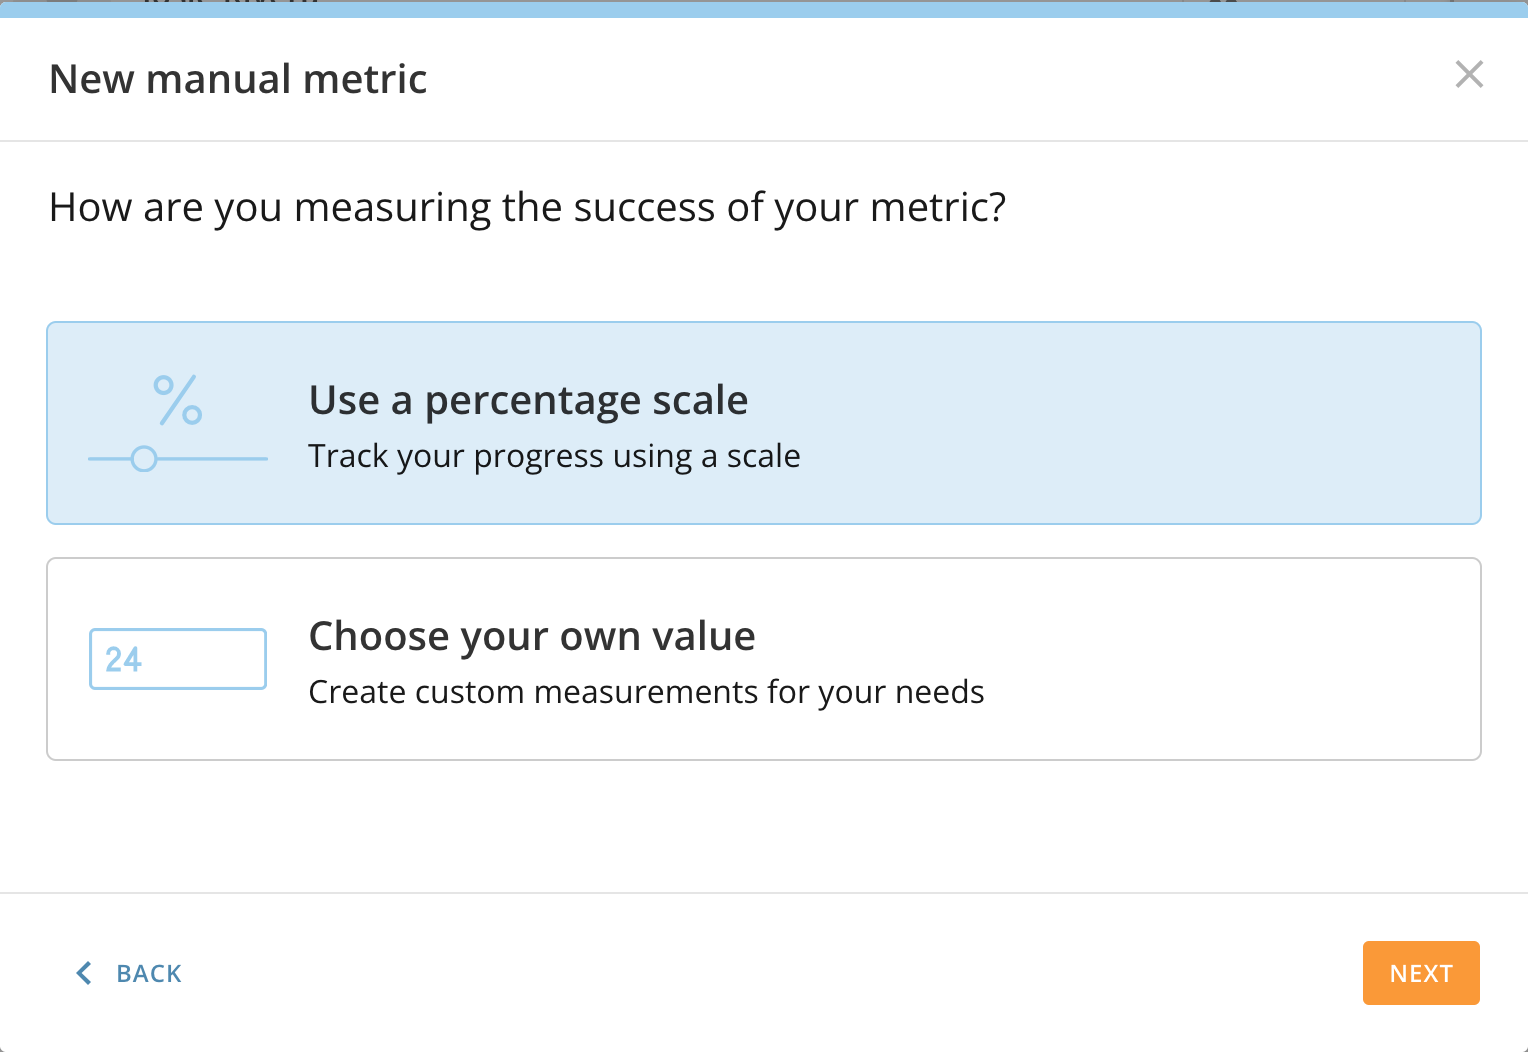 New manual metric
How are you measuring the success of your metric?
%
Use a percentage scale
Track your progress using a scale
24
Choose your own value
Create custom measurements for your needs
BACK
NEXT